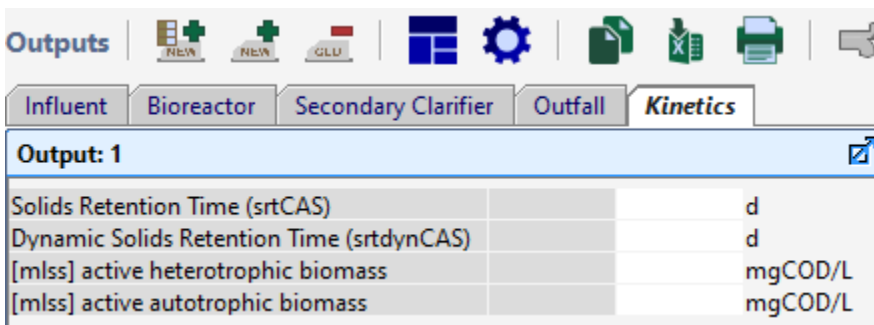 Outputs
NEW NEW GLU
Influent Bioreactor Secondary Clarifier Outfall Kinetics
Output: 1
Solids Retention Time (srtCAS) d
Dynamic Solids Retention Time (srtdynCAS) d
[mlss] active heterotrophic biomass mgCOD/L
[mlss] active autotrophic biomass mgCOD/L